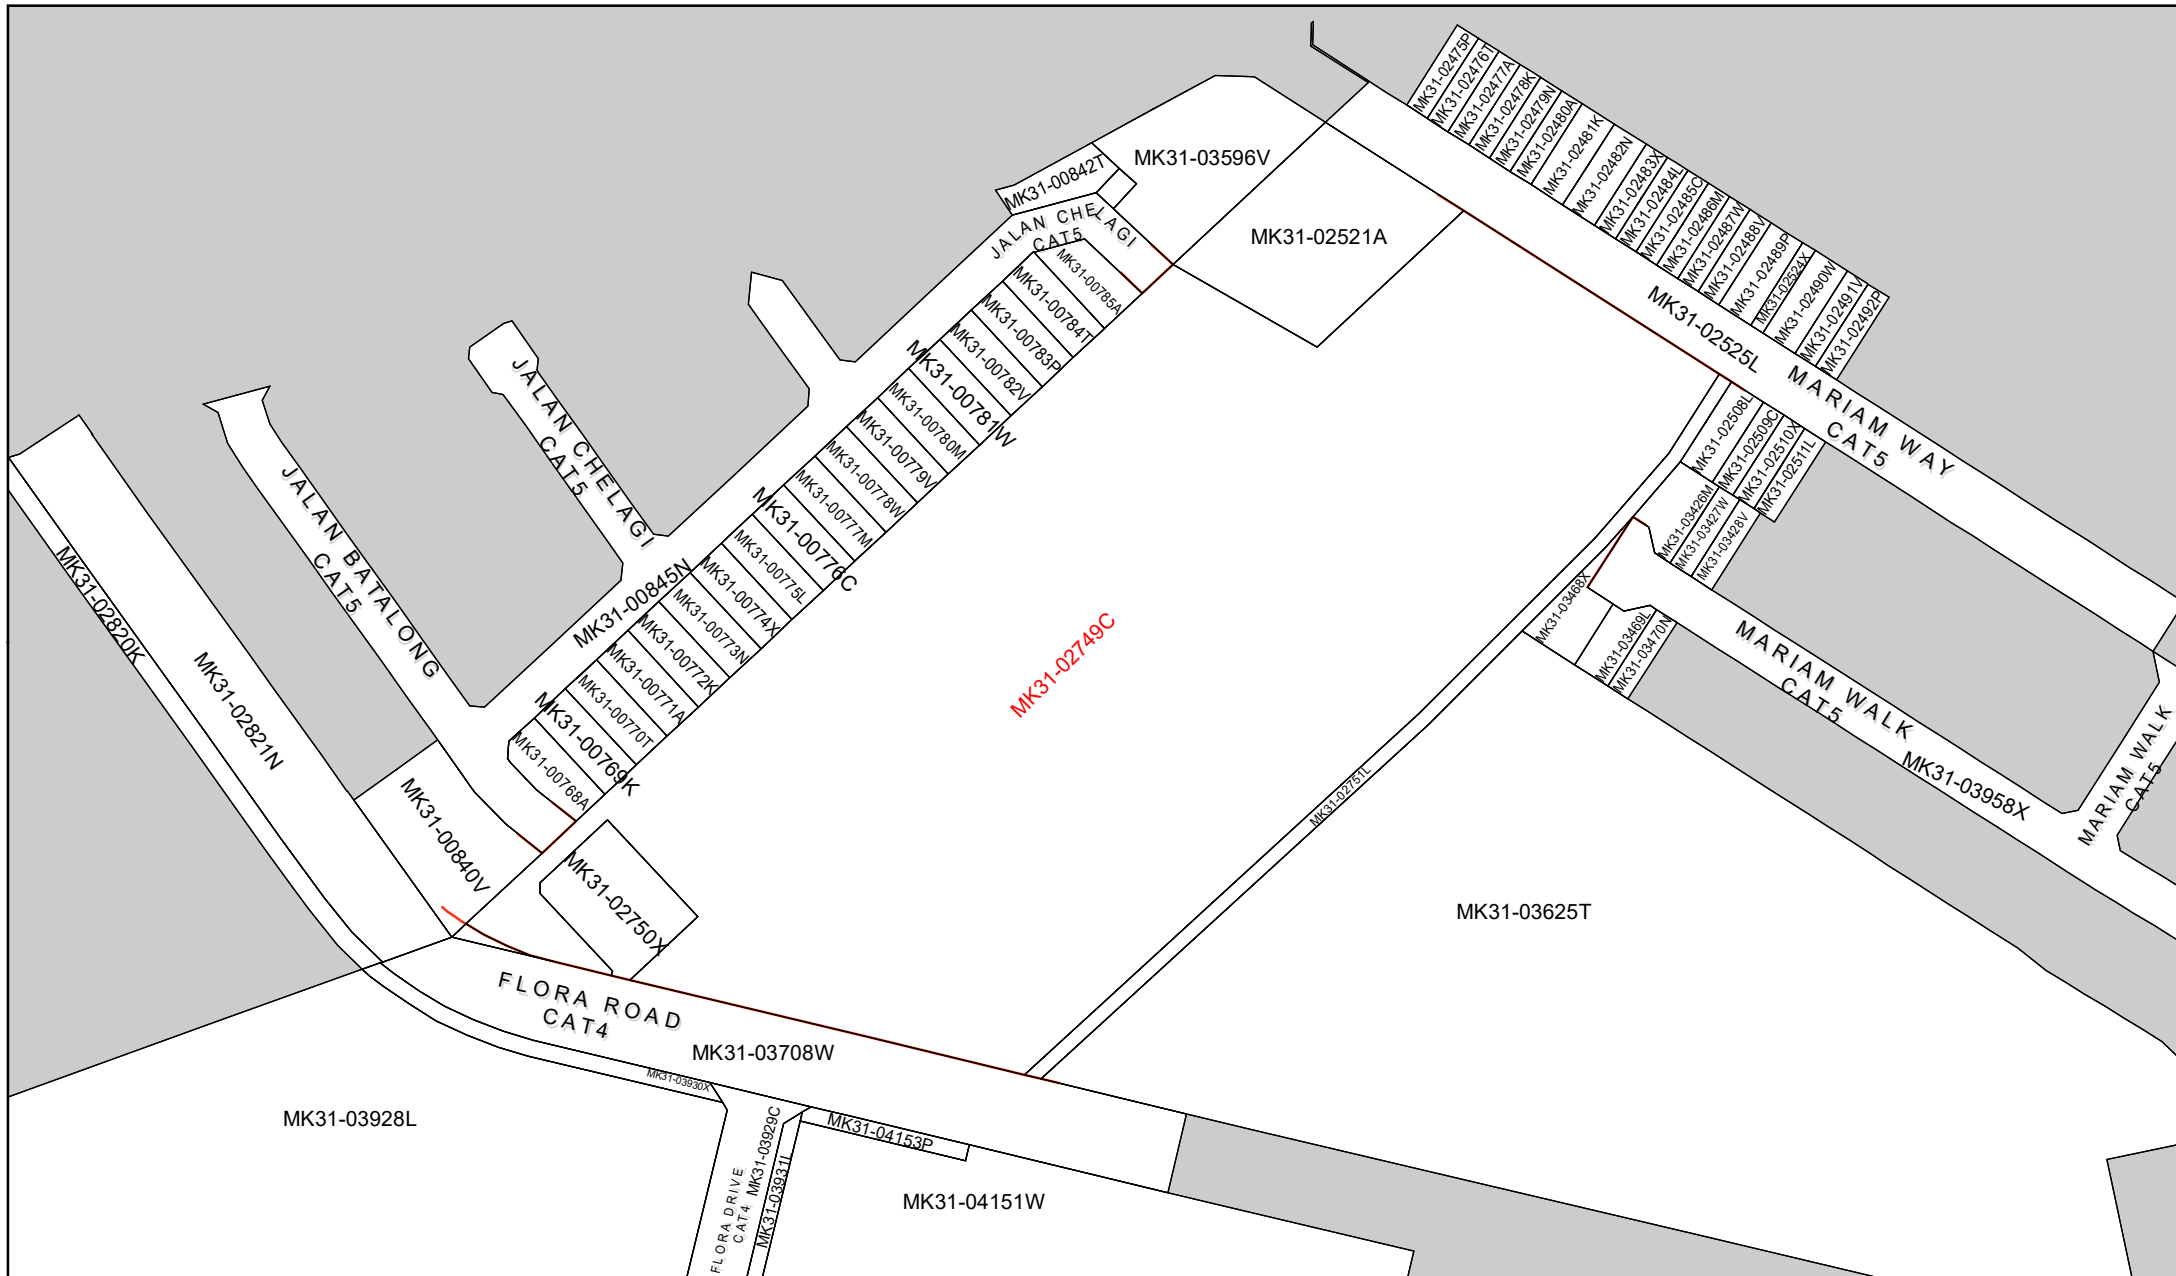 MK31-02475P
MK31-02476T
MK31-02477A
MK31-02478K
MK31-02479N
MK31-02480A
MK31-02481K
MK31-02482N
MK31-02483X
MK31-02484L
MK31-02485C
MK31-02486M
MK31-02487W
MK31-02488V
MK31-02489P
MK31-02524X
MK31-02490W
MK31-02491V
MK31-02492P
MK31-03596V
MK31-00842T
JALAN CHELAGI
CAT5
MK31-02521A
MK31-02525L
MARIAM WAY
CAT5
MK31-00785A
MK31-00784T
MK31-00783P
MK31-00782V
MK31-00781W
MK31-00780M
MK31-00779V
MK31-00778W
MK31-00777M
MK31-00776C
MK31-00775L
MK31-00774X
MK31-00773N
MK31-00772K
MK31-00771A
MK31-00770T
MK31-00769K
MK31-00768A
JALAN CHELAGI
CAT5
JALAN BATALONG
CAT5
MK31-00845N
MK31-02820K
MK31-02821N
MK31-00840V
MK31-02750X
MK31-02749C
MK31-02508L
MK31-02509C
MK31-02510X
MK31-02511L
MK31-03426M
MK31-03427W
MK31-03428V
MK31-03468X
MK31-03469L
MK31-03470N
MARIAM WALK
CAT5
MK31-03958X
MARIAM WALK
CAT5
MK31-02751L
MK31-03625T
FLORA ROAD
CAT4
MK31-03708W
MK31-03930X
MK31-03928L
FLORA DRIVE
CAT4
MK31-03929C
MK31-03931L
MK31-04153P
MK31-04151W